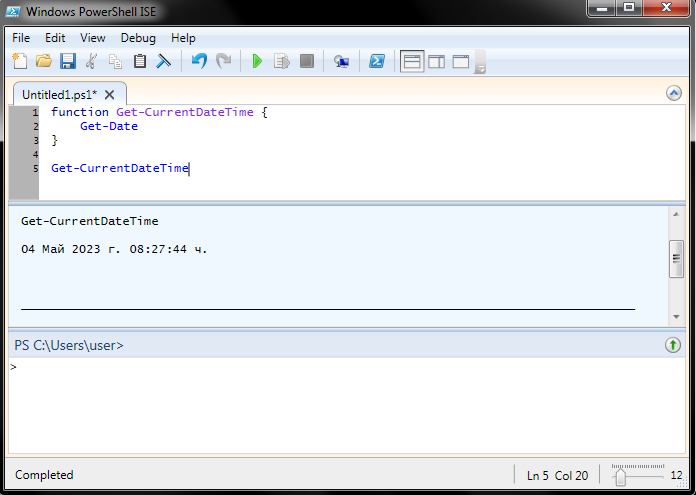 Windows PowerShell ISE
File Edit View Debug Help
Untitled1.ps1*
1 function Get-CurrentDateTime {
2     Get-Date
3 }
4
5 Get-CurrentDateTime
Get-CurrentDateTime
04 Май 2023 г. 08:27:44 ч.
PS C:\Users\user>
>
Completed
Ln 5 Col 20
12